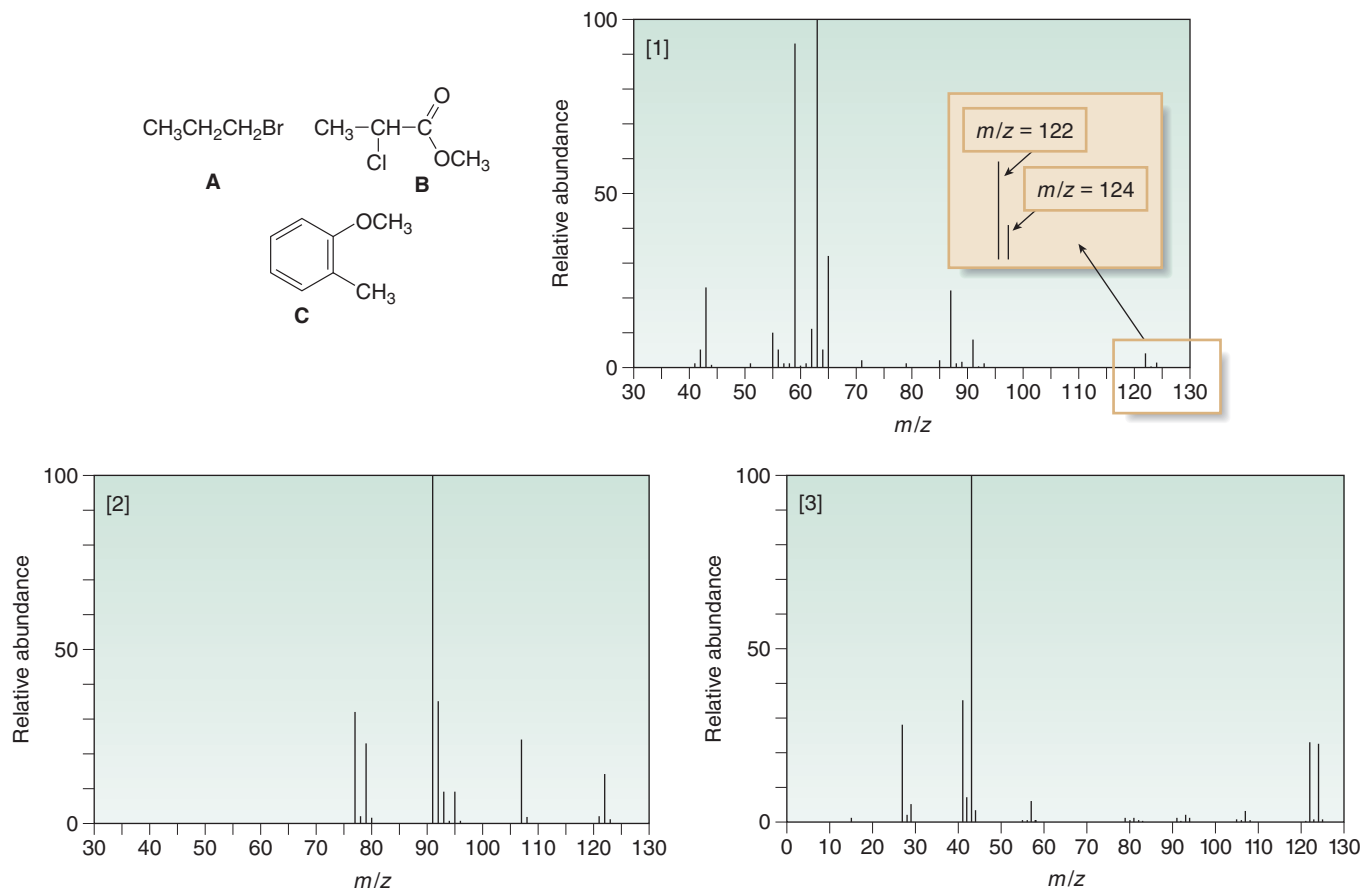 CH3CH2CH2Br
A
O
CH3 CH C
Cl
OCH3
B
OCH3
CH3
C
[1]
Relative abundance
100
50
0
m/z = 122
m/z = 124
30 40 50 60 70 80 90 100 110 120 130
m/z
[2]
Relative abundance
100
50
0
30 40 50 60 70 80 90 100 110 120 130
m/z
[3]
Relative abundance
100
50
0
0 10 20 30 40 50 60 70 80 90 100 110 120 130
m/z